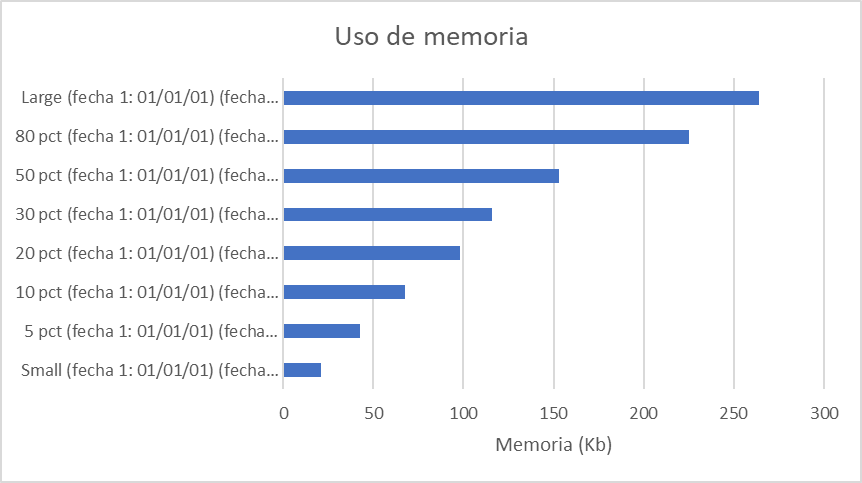 Uso de memoria
Large (fecha 1: 01/01/01) (fecha...
80 pct (fecha 1: 01/01/01) (fecha...
50 pct (fecha 1: 01/01/01) (fecha...
30 pct (fecha 1: 01/01/01) (fecha...
20 pct (fecha 1: 01/01/01) (fecha...
10 pct (fecha 1: 01/01/01) (fecha...
5 pct (fecha 1: 01/01/01) (fecha...
Small (fecha 1: 01/01/01) (fecha...
0 50 100 150 200 250 300
Memoria (Kb)